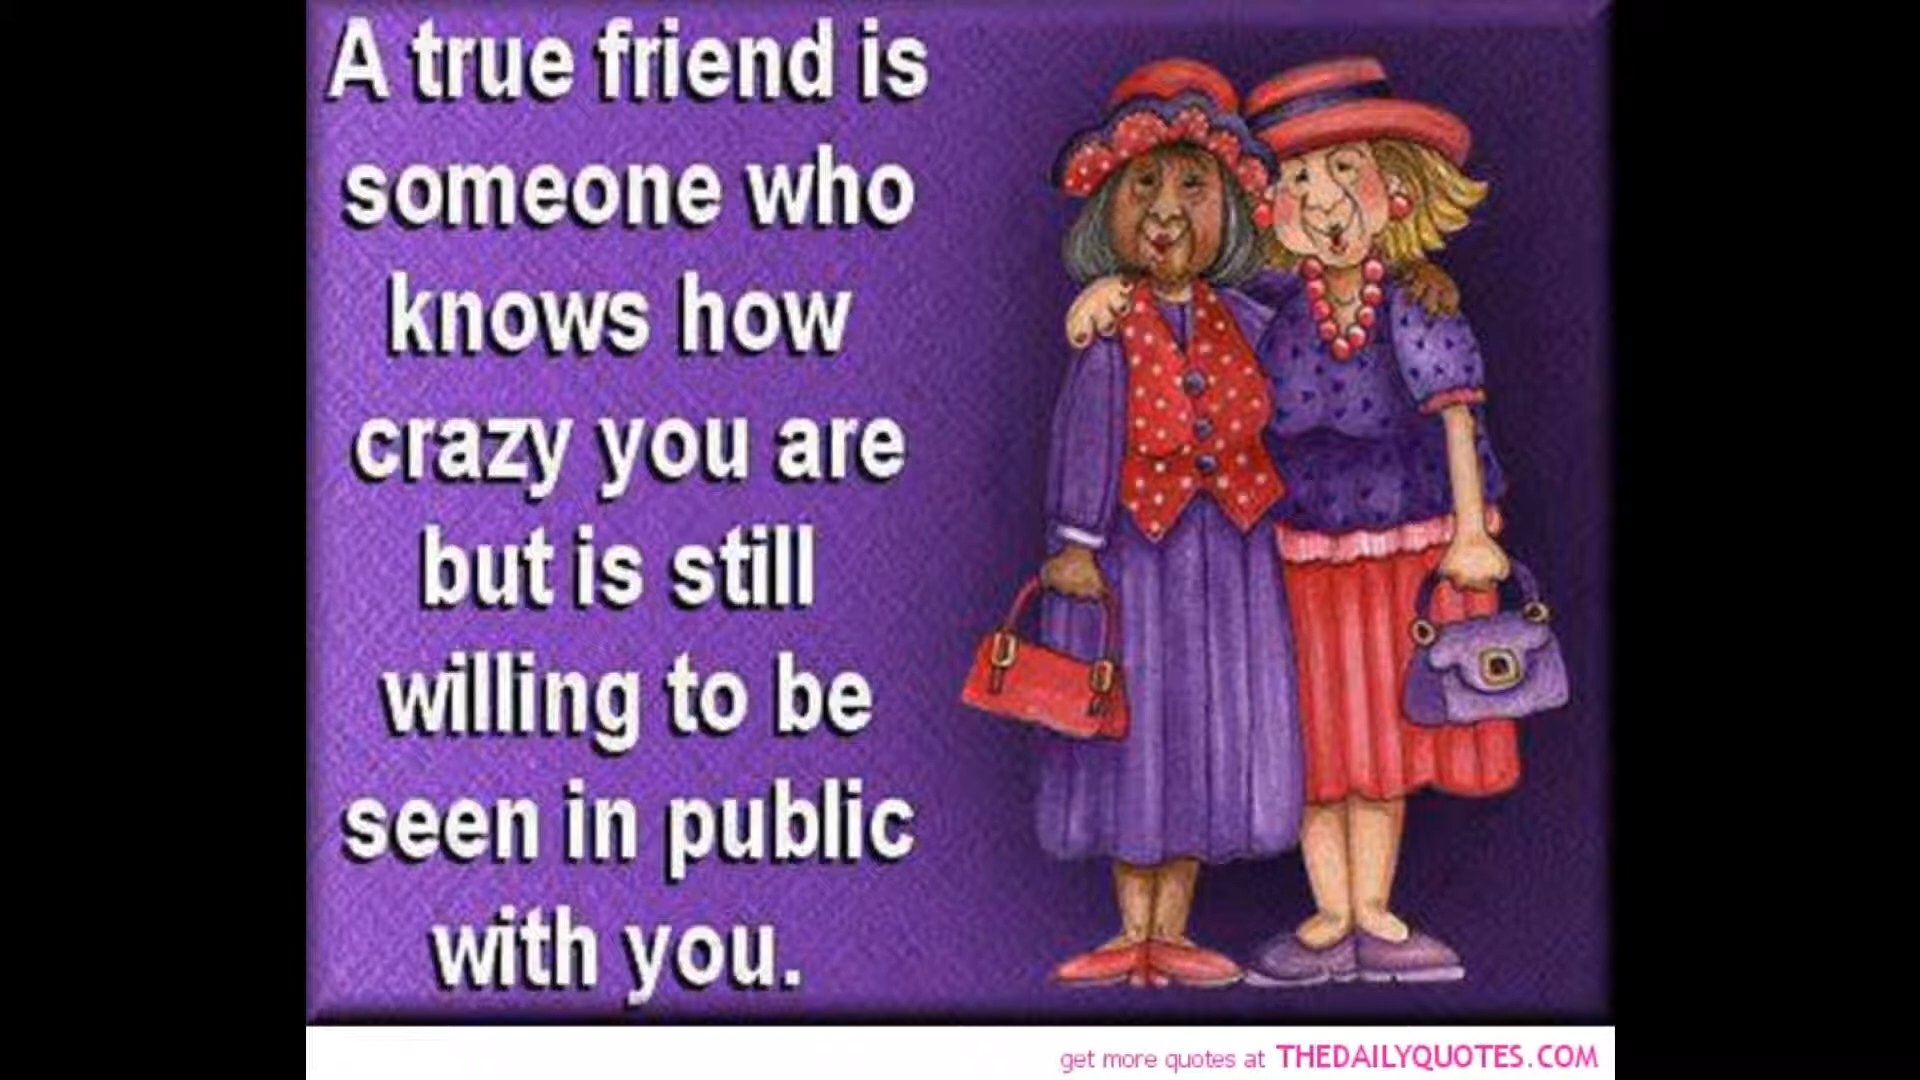 A true friend is
someone who
knows how
crazy you are
but is still
willing to be
seen in public
with you.
get more quotes at THEDAILYQUOTES.COM